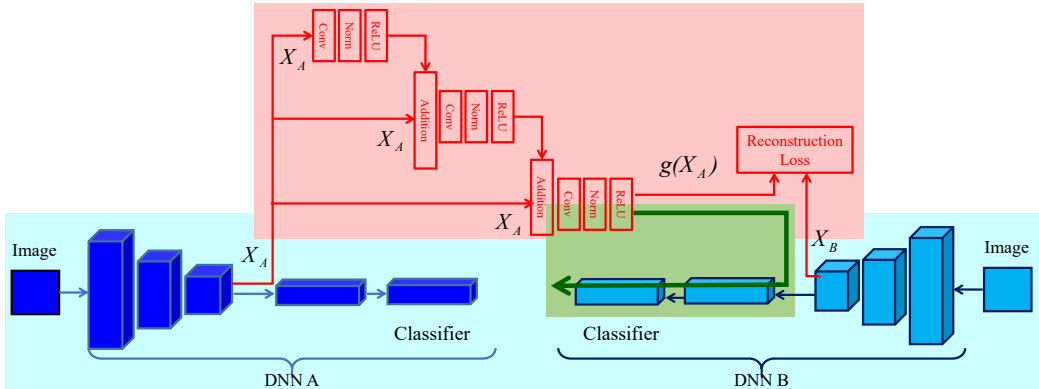 X_A
Conv
Norm
ReLU
X_A
Addition
Conv
Norm
ReLU
X_A
Addition
Conv
Norm
ReLU
g(X_A)
Reconstruction
Loss
Image
X_A
X_B
Image
Classifier
Classifier
DNN A
DNN B